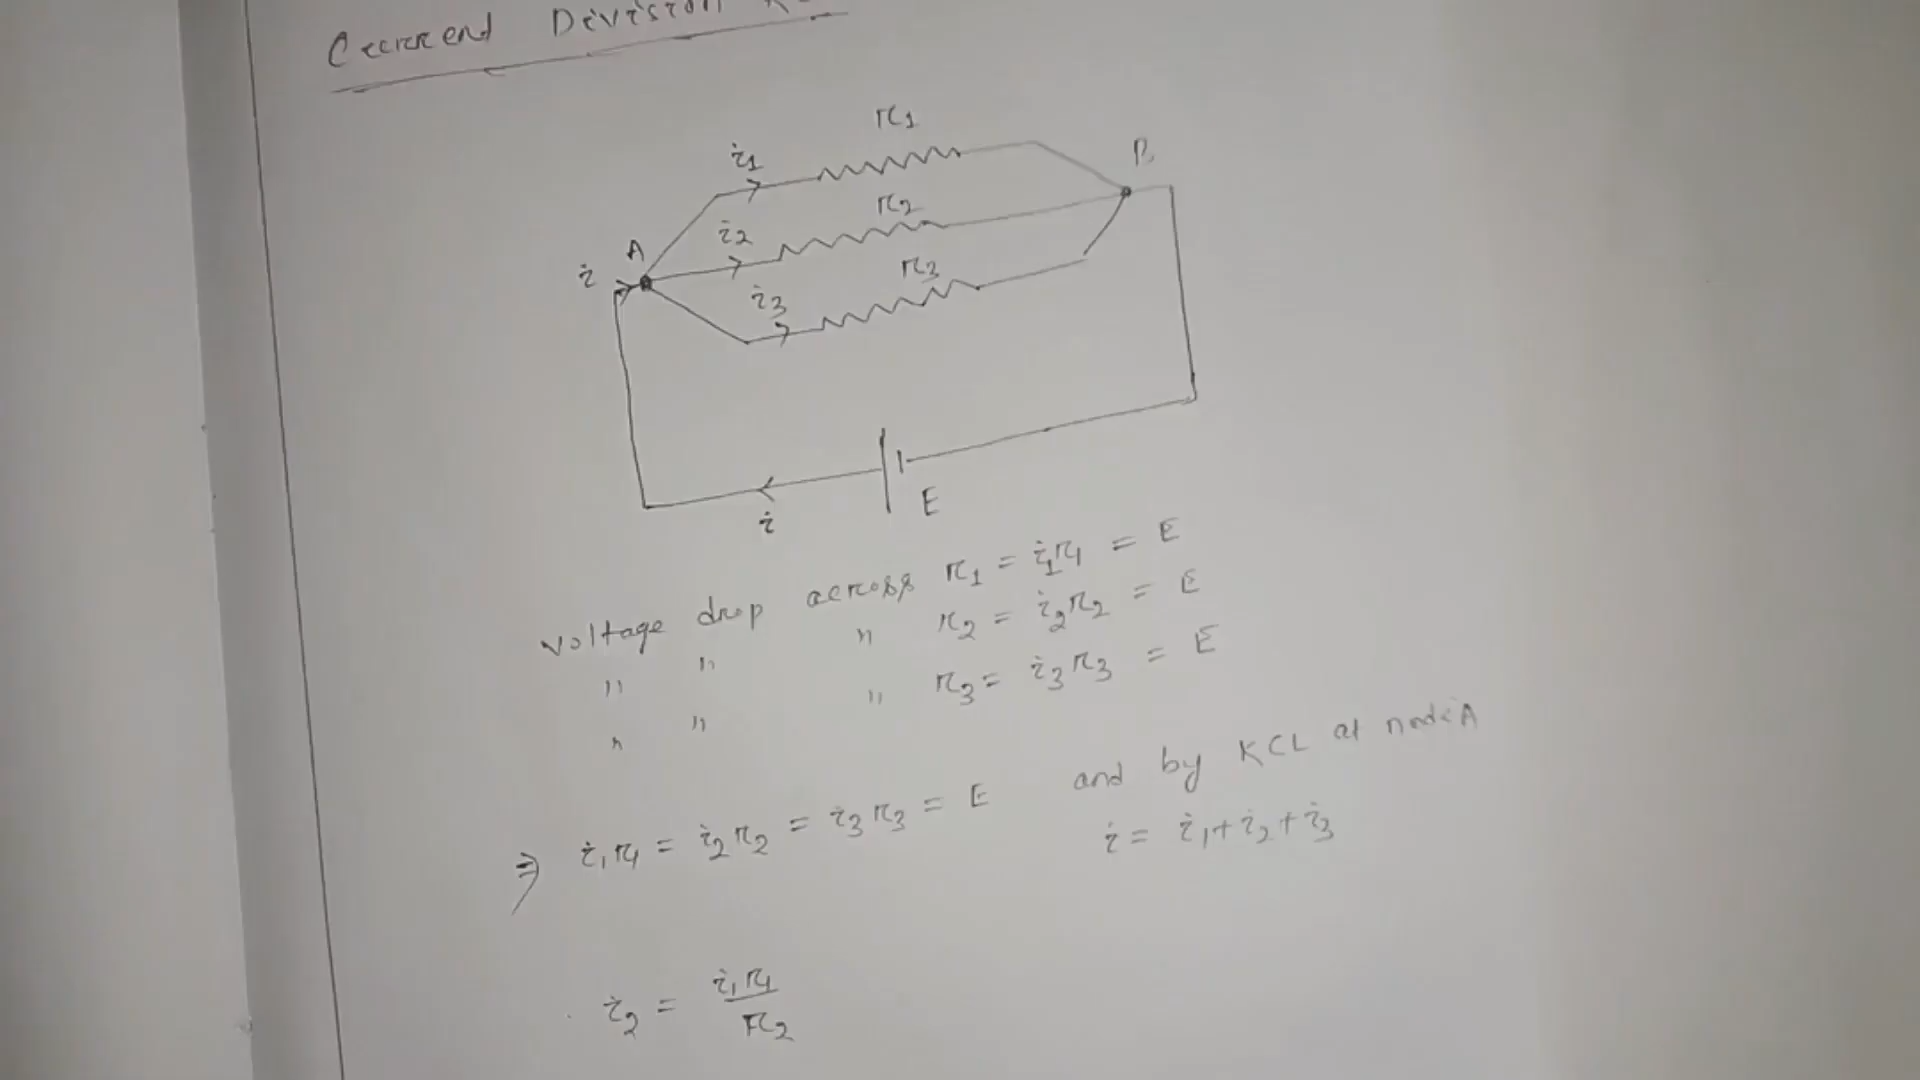 Current Division
r1
i1
B
r2
i2
A
i
r3
i3
E
i
voltage drop across r1 = i1r1 = E
" " " r2 = i2r2 = E
" " " r3 = i3r3 = E
and by KCL at node A
⇒ i1r1 = i2r2 = i3r3 = E
i = i1+i2+i3
i2 = i1r1
r2